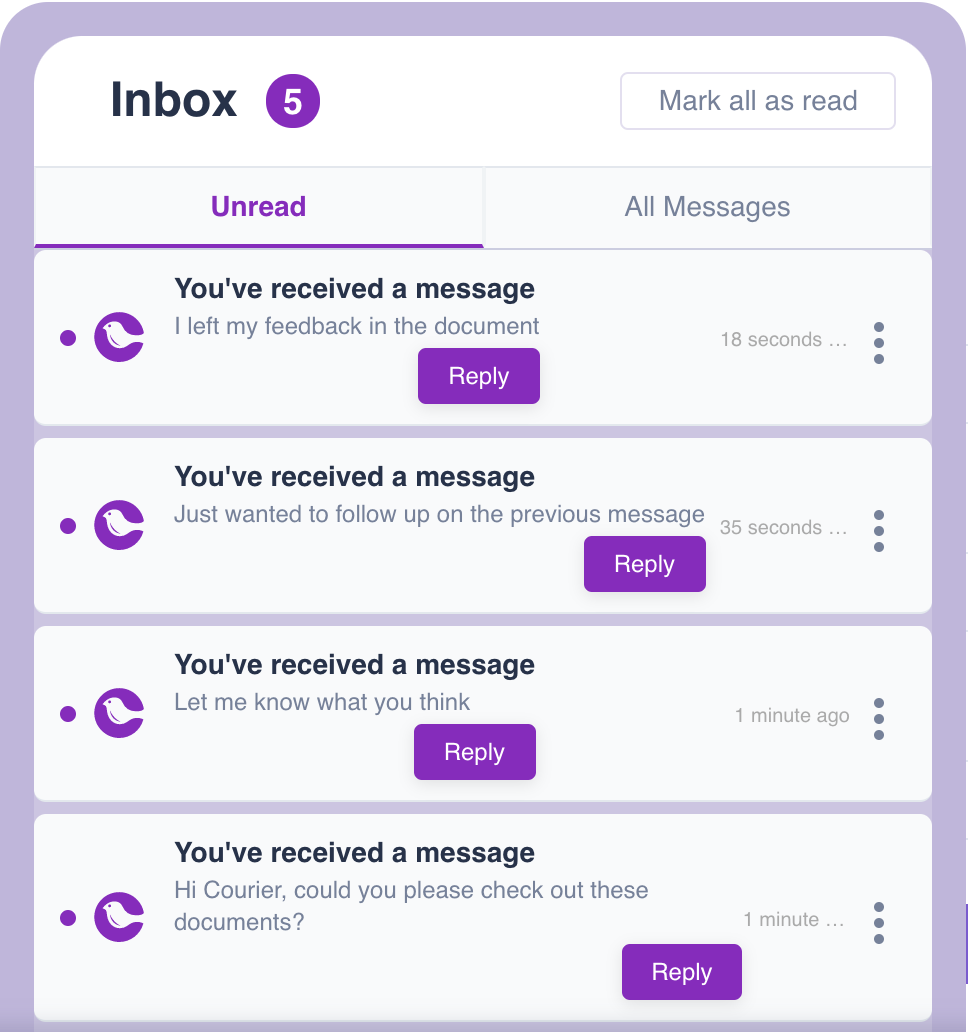 Inbox 5 Mark all as read
Unread All Messages
You've received a message
I left my feedback in the document
18 seconds …
Reply
You've received a message
Just wanted to follow up on the previous message
35 seconds …
Reply
You've received a message
Let me know what you think
1 minute ago
Reply
You've received a message
Hi Courier, could you please check out these
documents?
1 minute …
Reply